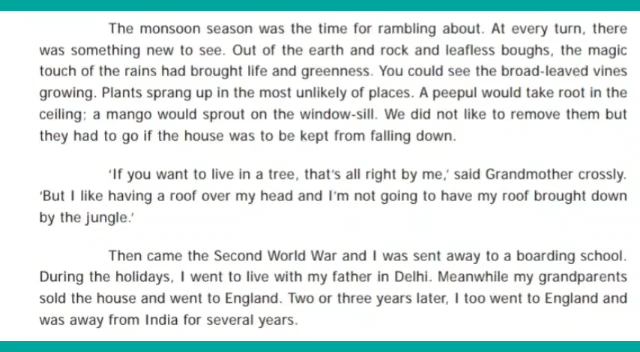 The monsoon season was the time for rambling about. At every turn, there
was something new to see. Out of the earth and rock and leafless boughs, the magic
touch of the rains had brought life and greenness. You could see the broad-leaved vines
growing. Plants sprang up in the most unlikely of places. A peepul would take root in the
ceiling; a mango would sprout on the window-sill. We did not like to remove them but
they had to go if the house was to be kept from falling down.
'If you want to live in a tree, that's all right by me,' said Grandmother crossly.
'But I like having a roof over my head and I'm not going to have my roof brought down
by the jungle.'
Then came the Second World War and I was sent away to a boarding school.
During the holidays, I went to live with my father in Delhi. Meanwhile my grandparents
sold the house and went to England. Two or three years later, I too went to England and
was away from India for several years.